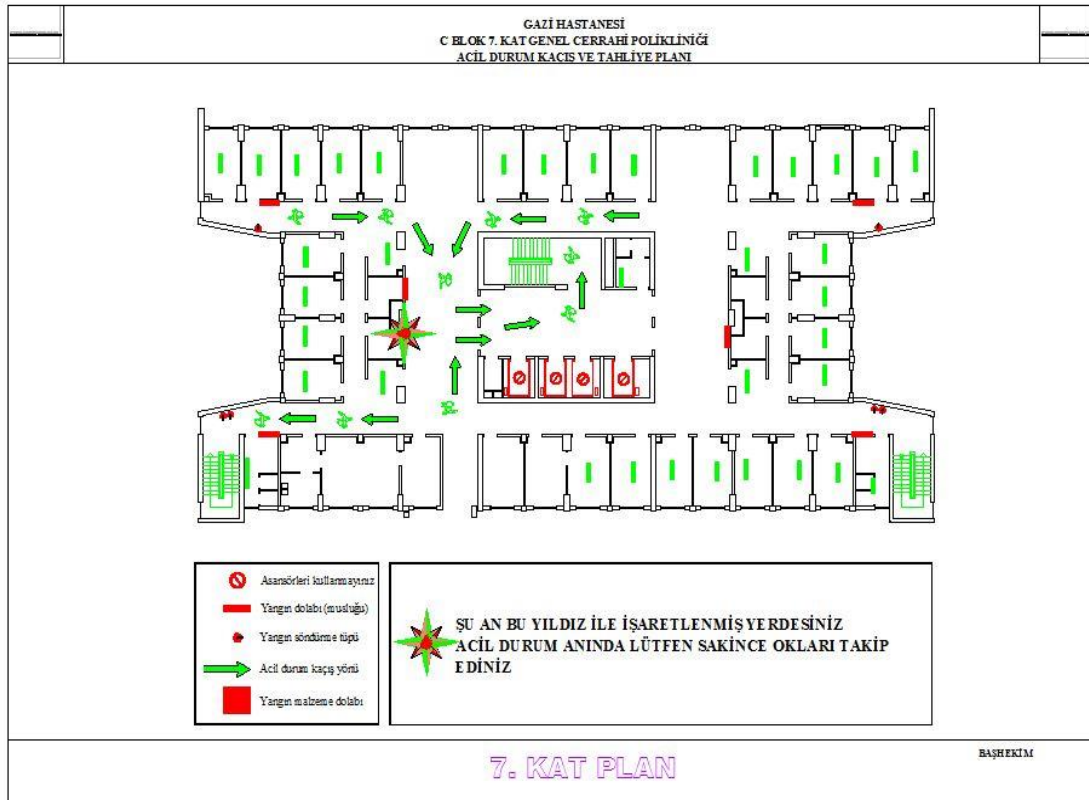 GAZİ HASTANESİ
C BLOK 7. KAT GENEL CERRAHİ POLİKLİNİĞİ
ACİL DURUM KAÇIŞ VE TAHLİYE PLANI
Asansörleri kullanmayınız
Yangın dolabı (musluğu)
Yangın söndürme tüpü
Acil durum kaçış yönü
Yangın malzeme dolabı
ŞU AN BU YILDIZ İLE İŞARETLENMİŞ YERDESİNİZ
ACİL DURUM ANINDA LÜTFEN SAKİNCE OKLARI TAKİP
EDİNİZ
7. KAT PLAN
BAŞHEKİM